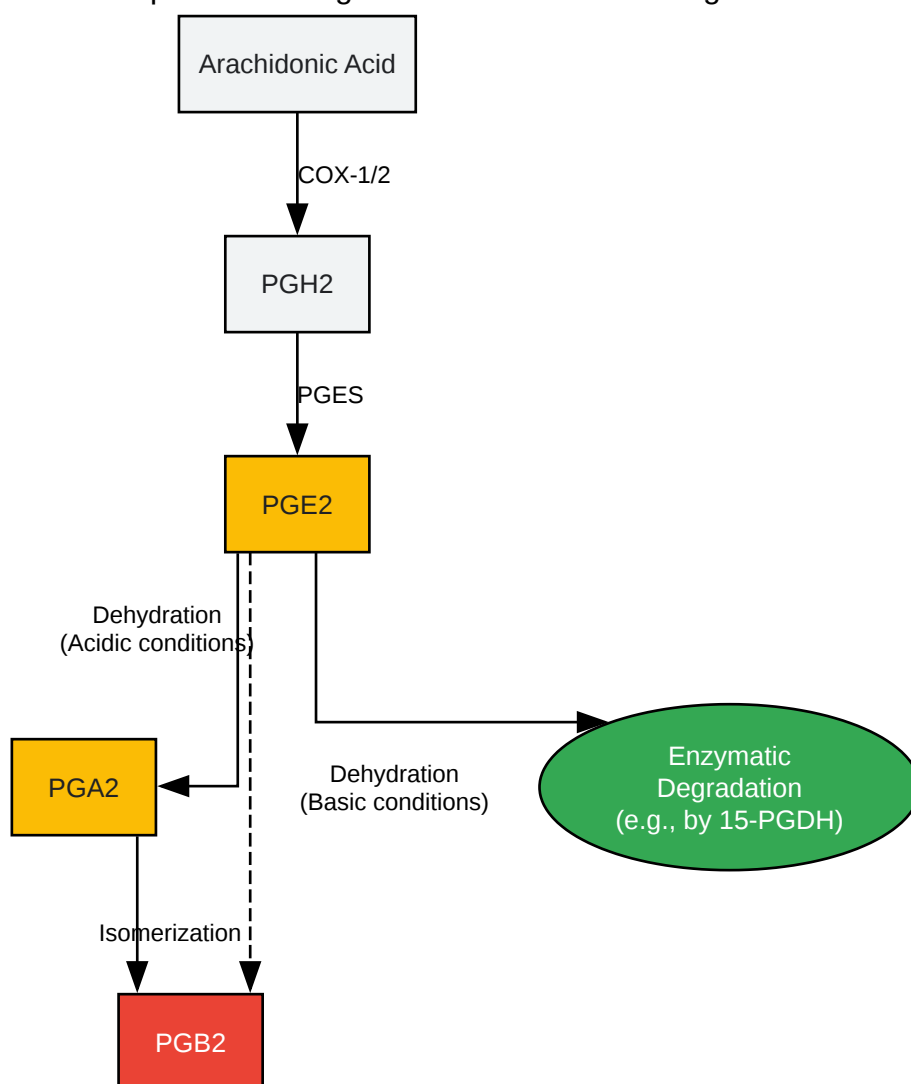 Arachidonic Acid
COX-1/2
PGH2
PGES
PGE2
Dehydration
(Acidic conditions)
PGA2
Dehydration
(Basic conditions)
Enzymatic
Degradation
(e.g., by 15-PGDH)
Isomerization
PGB2